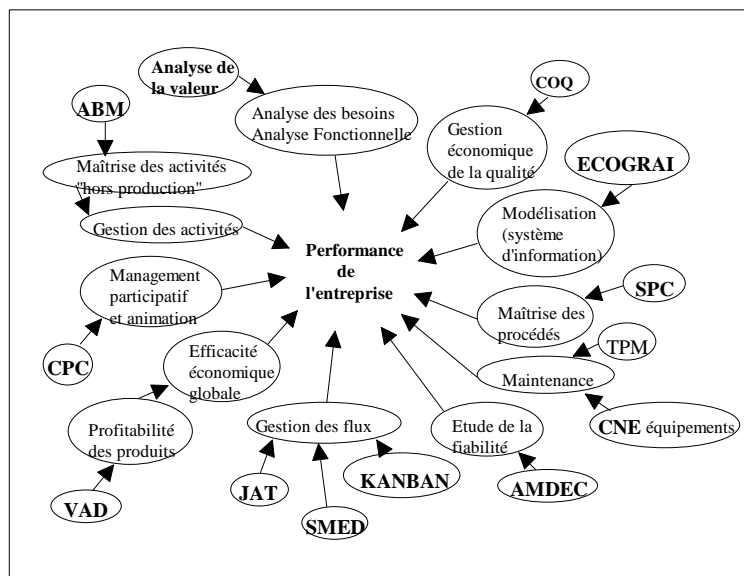 Analyse de
la valeur
COQ
ABM
Analyse des besoins
Analyse Fonctionnelle
Gestion
économique
de la qualité
ECOGRAI
Maîtrise des activités
"hors production"
Gestion des activités
Modélisation
(système
d'information)
Performance
de
l'entreprise
Management
participatif
et animation
SPC
Maîtrise des
procédés
CPC
Efficacité
économique
globale
TPM
Maintenance
Profitabilité
des produits
Gestion des flux
Etude de la
fiabilité
CNE équipements
VAD
JAT
KANBAN
AMDEC
SMED